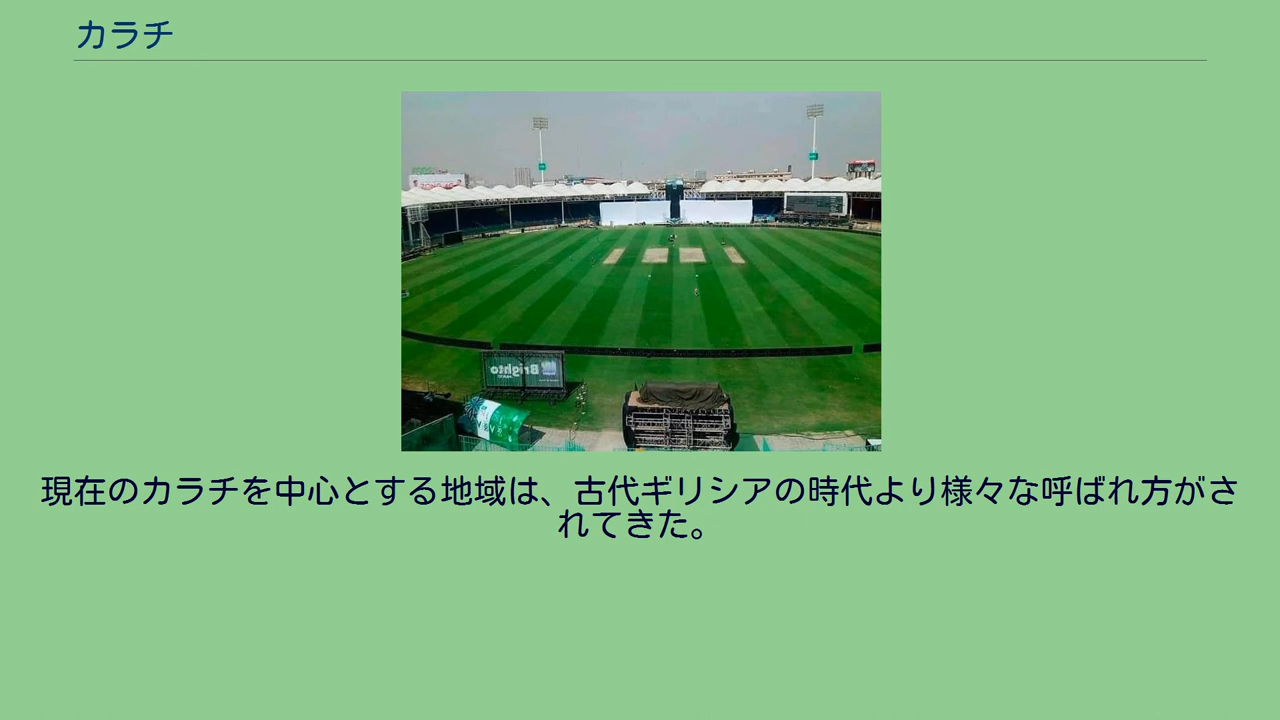 カラチ
Brighto
現在のカラチを中心とする地域は、古代ギリシアの時代より様々な呼ばれ方がさ
れてきた。